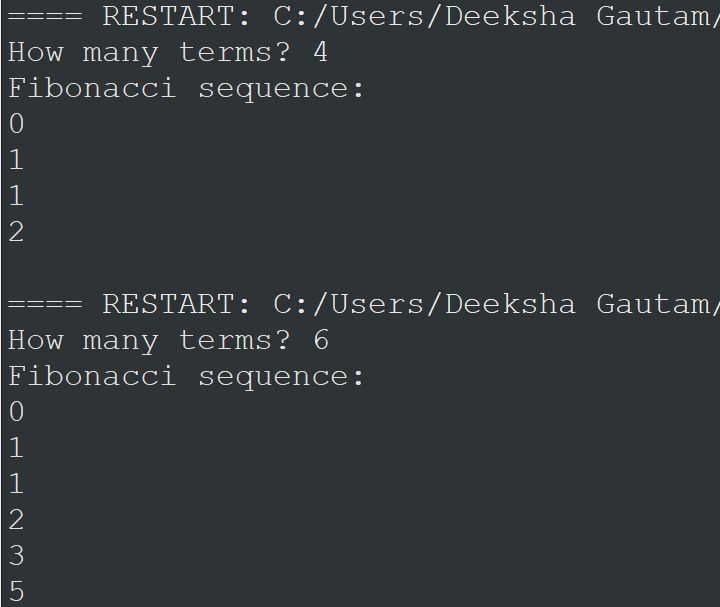 ==== RESTART: C:/Users/Deeksha Gautam/
How many terms? 4
Fibonacci sequence:
0
1
1
2
==== RESTART: C:/Users/Deeksha Gautam/
How many terms? 6
Fibonacci sequence:
0
1
1
2
3
5